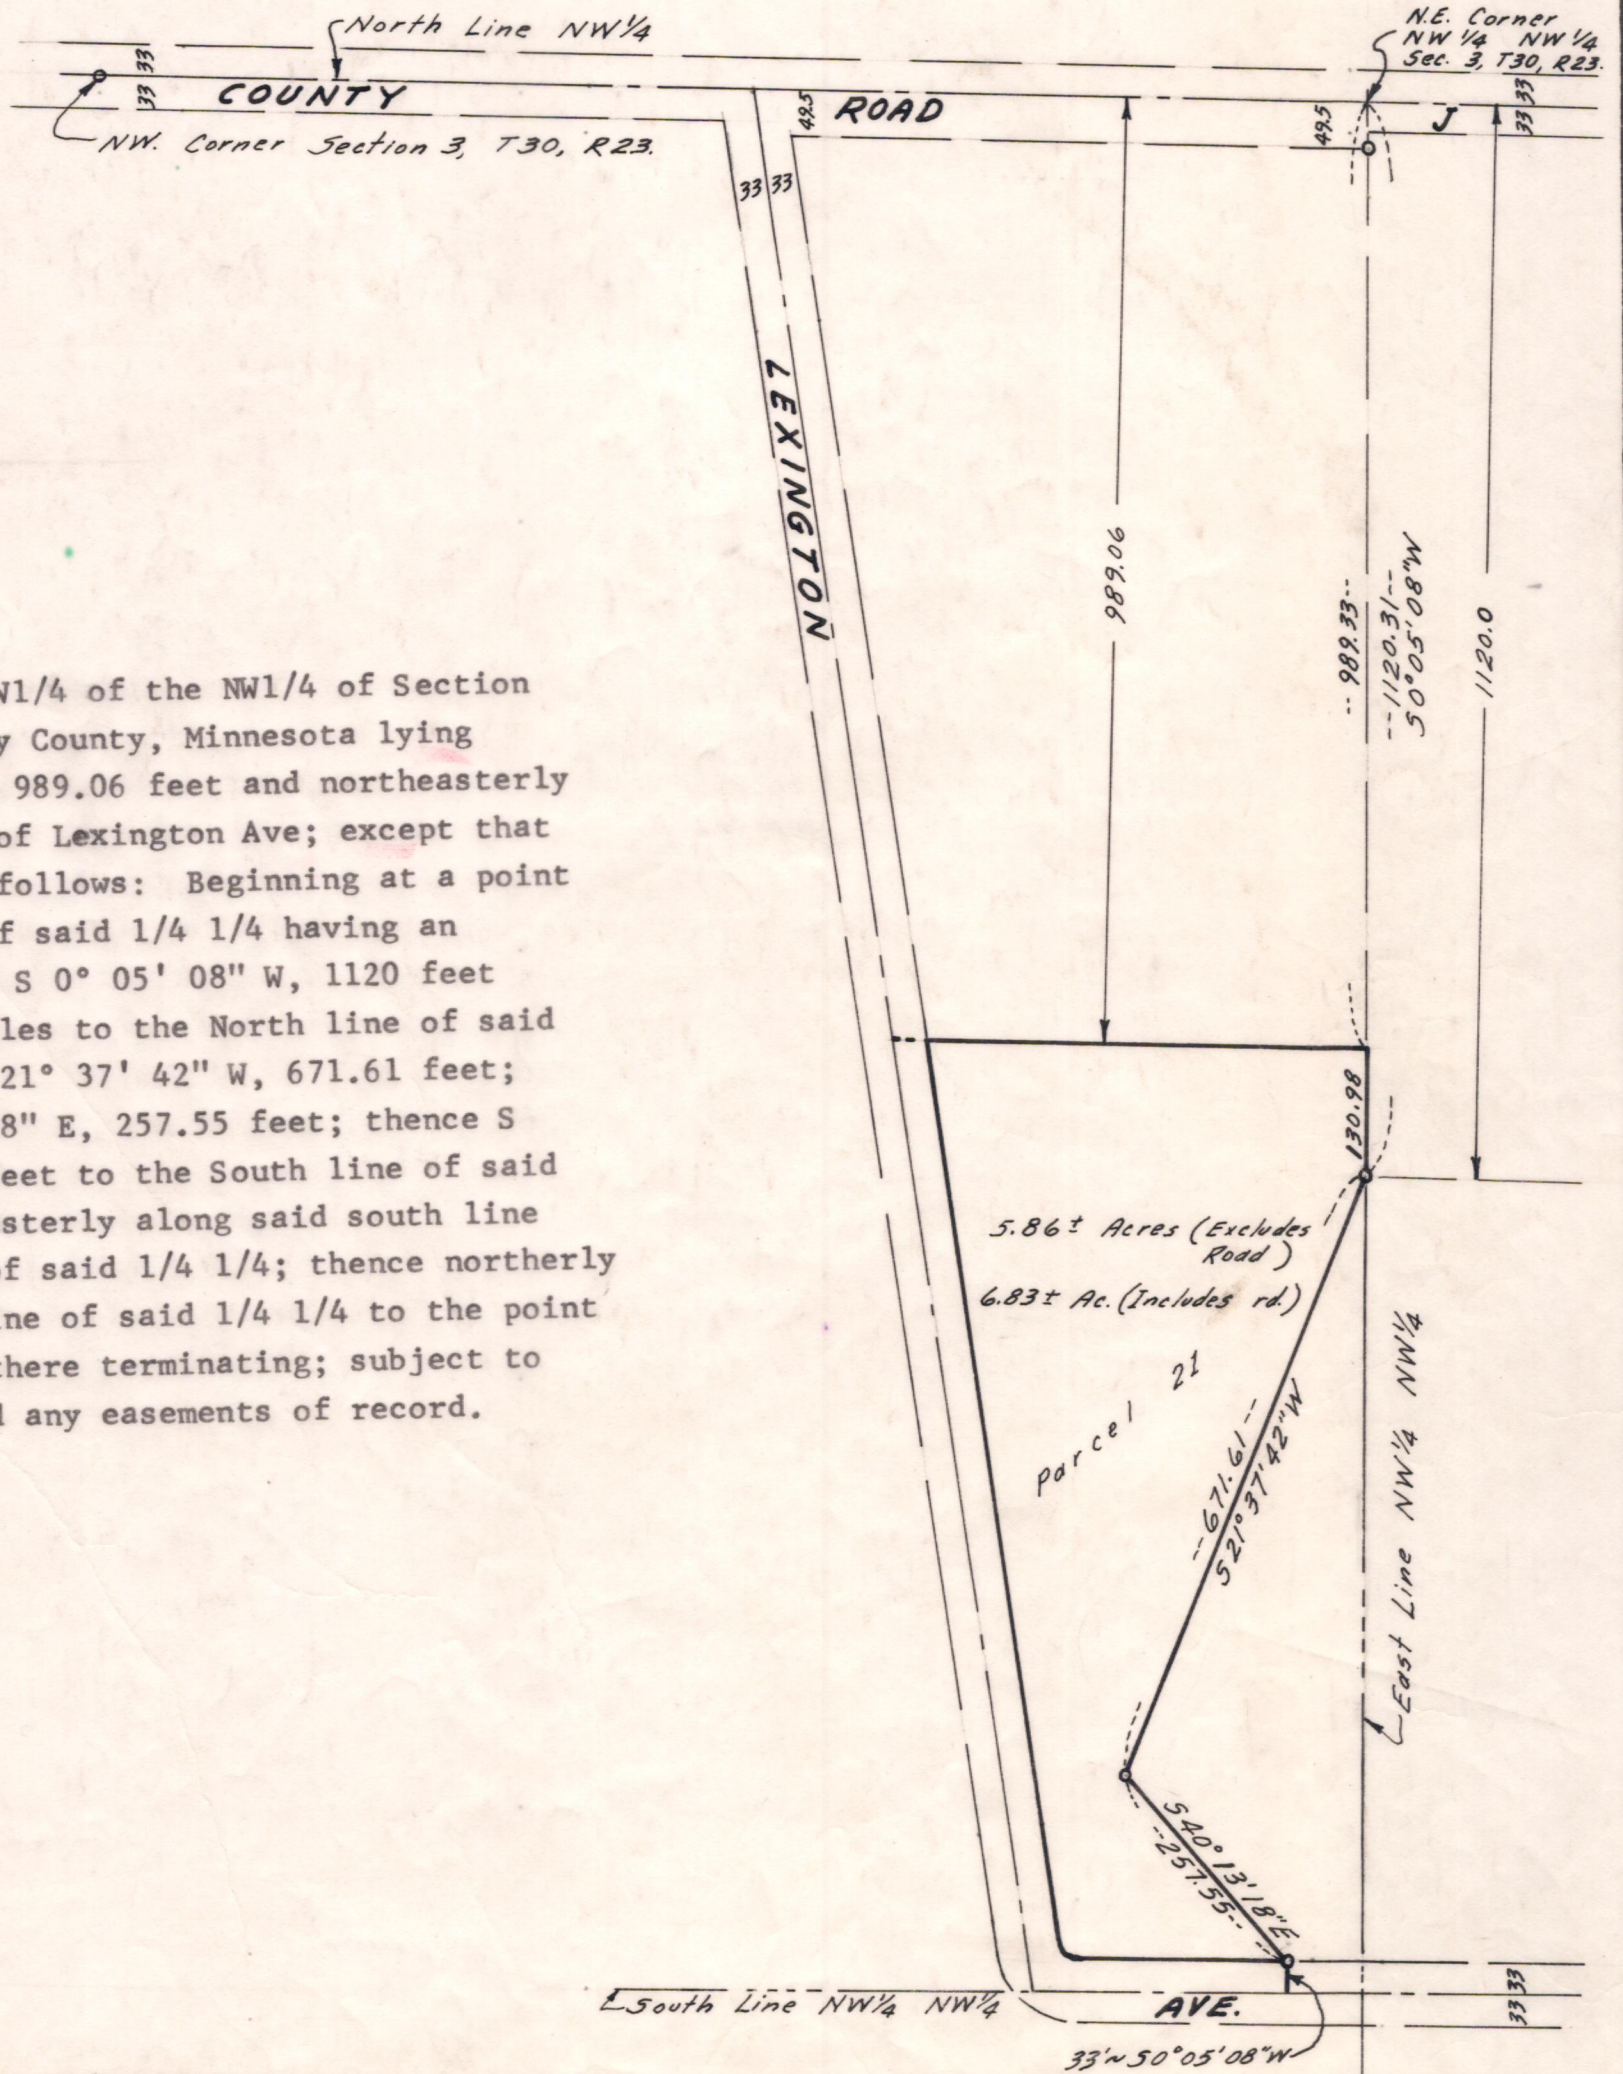 North Line NW 1/4
N.E. Corner
NW 1/4 NW 1/4
Sec. 3, T30, R23.
33
33
COUNTY
49.5
ROAD
49.5
J
33
33
NW. Corner Section 3, T30, R23.
33 33
LEXINGTON
989.06
--989.33--
--1120.31--
S0°05'08"W
1120.0
W1/4 of the NW1/4 of Section
y County, Minnesota lying
989.06 feet and northeasterly
of Lexington Ave; except that
follows: Beginning at a point
f said 1/4 1/4 having an
S 0° 05' 08" W, 1120 feet
les to the North line of said
21° 37' 42" W, 671.61 feet;
8" E, 257.55 feet; thence S
eet to the South line of said
sterly along said south line
of said 1/4 1/4; thence northerly
ine of said 1/4 1/4 to the point
there terminating; subject to
d any easements of record.
130.98
5.86± Acres (Excludes
Road)
6.83± Ac. (Includes rd.)
Parcel 21
--671.61--
S21°37'42"W
East Line NW1/4 NW1/4
S40°13'18"E
--257.55--
South Line NW1/4 NW1/4
AVE.
33
33
33'~S0°05'08"W